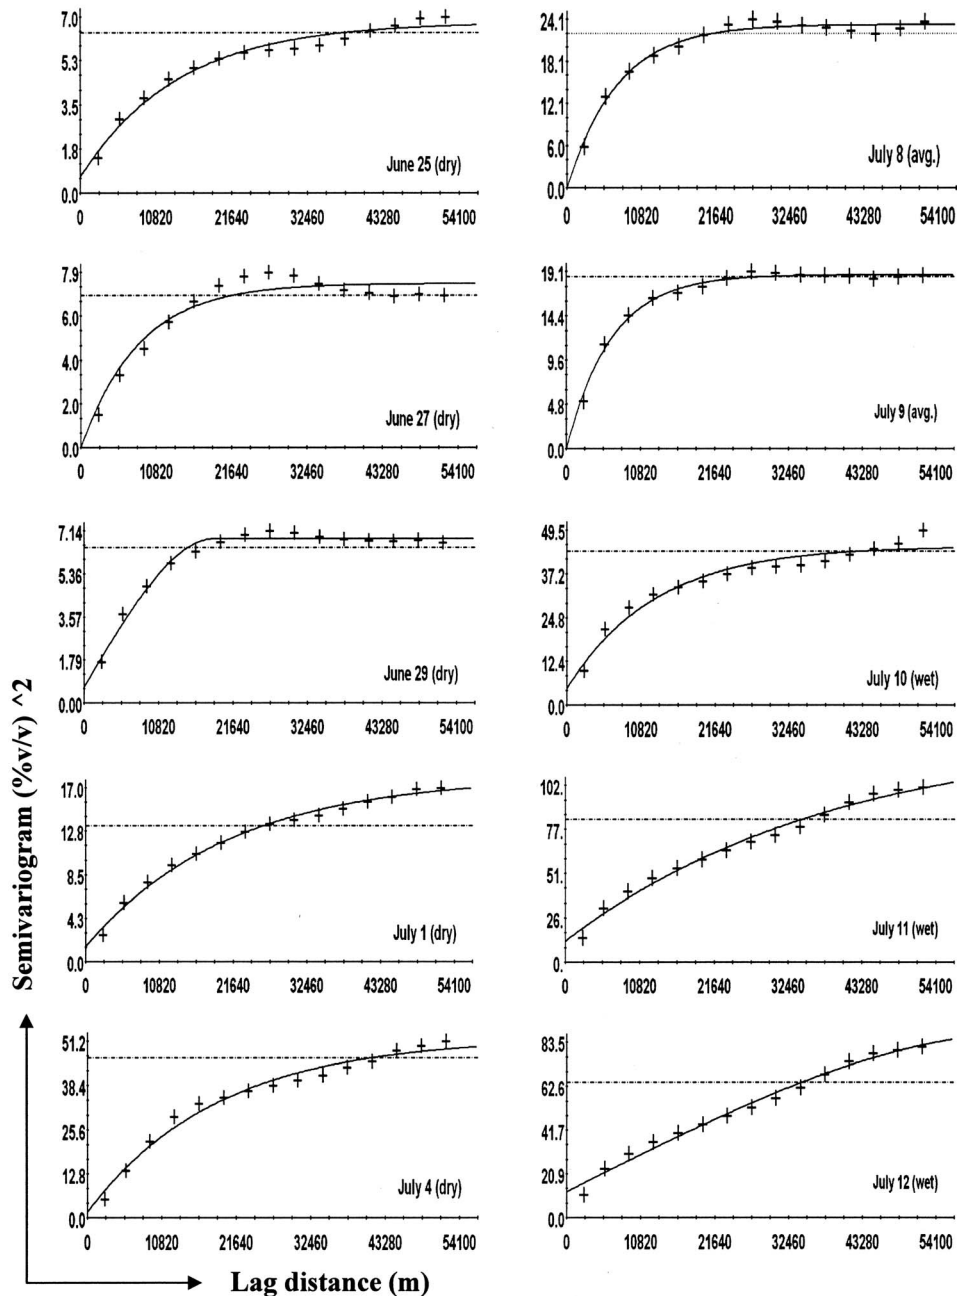 7.0
5.3
3.5
1.8
0.0
June 25 (dry)
0 10820 21640 32460 43280 54100
24.1
18.1
12.1
6.0
0.0
July 8 (avg.)
0 10820 21640 32460 43280 54100
7.9
6.0
4.0
2.0
0.0
June 27 (dry)
0 10820 21640 32460 43280 54100
19.1
14.4
9.6
4.8
0.0
July 9 (avg.)
0 10820 21640 32460 43280 54100
7.14
5.36
3.57
1.79
0.00
June 29 (dry)
0 10820 21640 32460 43280 54100
49.5
37.2
24.8
12.4
0.0
July 10 (wet)
0 10820 21640 32460 43280 54100
17.0
12.8
8.5
4.3
0.0
July 1 (dry)
0 10820 21640 32460 43280 54100
102.
77.
51.
26.
0.
July 11 (wet)
0 10820 21640 32460 43280 54100
51.2
38.4
25.6
12.8
0.0
July 4 (dry)
0 10820 21640 32460 43280 54100
83.5
62.6
41.7
20.9
0.0
July 12 (wet)
0 10820 21640 32460 43280 54100
Semivariogram (%v/v) ^2
Lag distance (m)